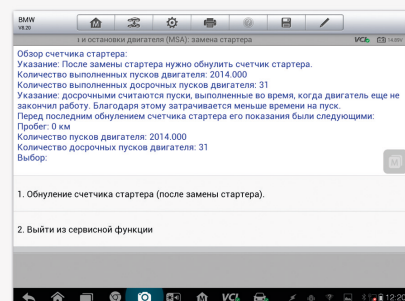 BMW
V8.20
и остановки двигателя (MSA): замена стартера
VCI
Обзор счетчика стартера:
Указание: После замены стартера нужно обнулить счетчик стартера.
Количество выполненных пусков двигателя: 2014.000
Количество выполненных досрочных пусков двигателя: 31
Указание: досрочными считаются пуски, выполненные во время, когда двигатель еще не
закончил работу. Благодаря этому затрачивается меньше времени на пуск.
Перед последним обнулением счетчика стартера его показания были следующими:
Пробег: 0 км
Количество пусков двигателя: 2014.000
Количество досрочных пусков двигателя: 31
Выбор:
1. Обнуление счетчика стартера (после замены стартера).
2. Выйти из сервисной функции
VCI
12:20